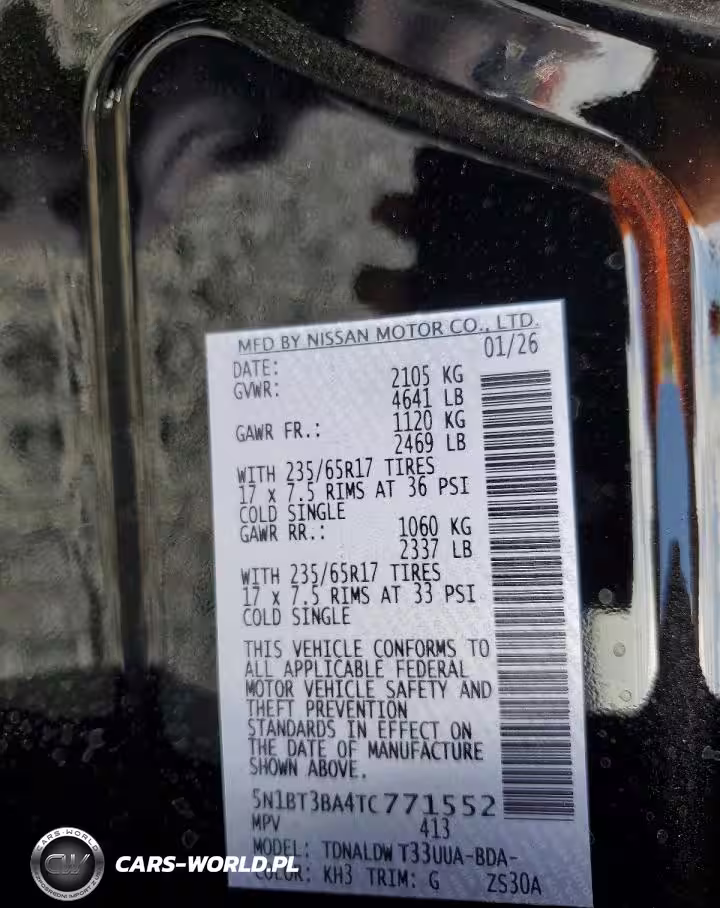 MFD BY NISSAN MOTOR CO., LTD.
DATE: 01/26
GVWR: 2105 KG
4641 LB
GAWR FR.: 1120 KG
2469 LB
WITH 235/65R17 TIRES
17 x 7.5 RIMS AT 36 PSI
COLD SINGLE
GAWR RR.: 1060 KG
2337 LB
WITH 235/65R17 TIRES
17 x 7.5 RIMS AT 33 PSI
COLD SINGLE
THIS VEHICLE CONFORMS TO
ALL APPLICABLE FEDERAL
MOTOR VEHICLE SAFETY AND
THEFT PREVENTION
STANDARDS IN EFFECT ON
THE DATE OF MANUFACTURE
SHOWN ABOVE.
5N1BT3BA4TC771552
MPV 413
MODEL: TDNALDW T33UUA-BDA-
COLOR: KH3 TRIM: G ZS30A
CARS-WORLD
CW
CARS-WORLD.PL